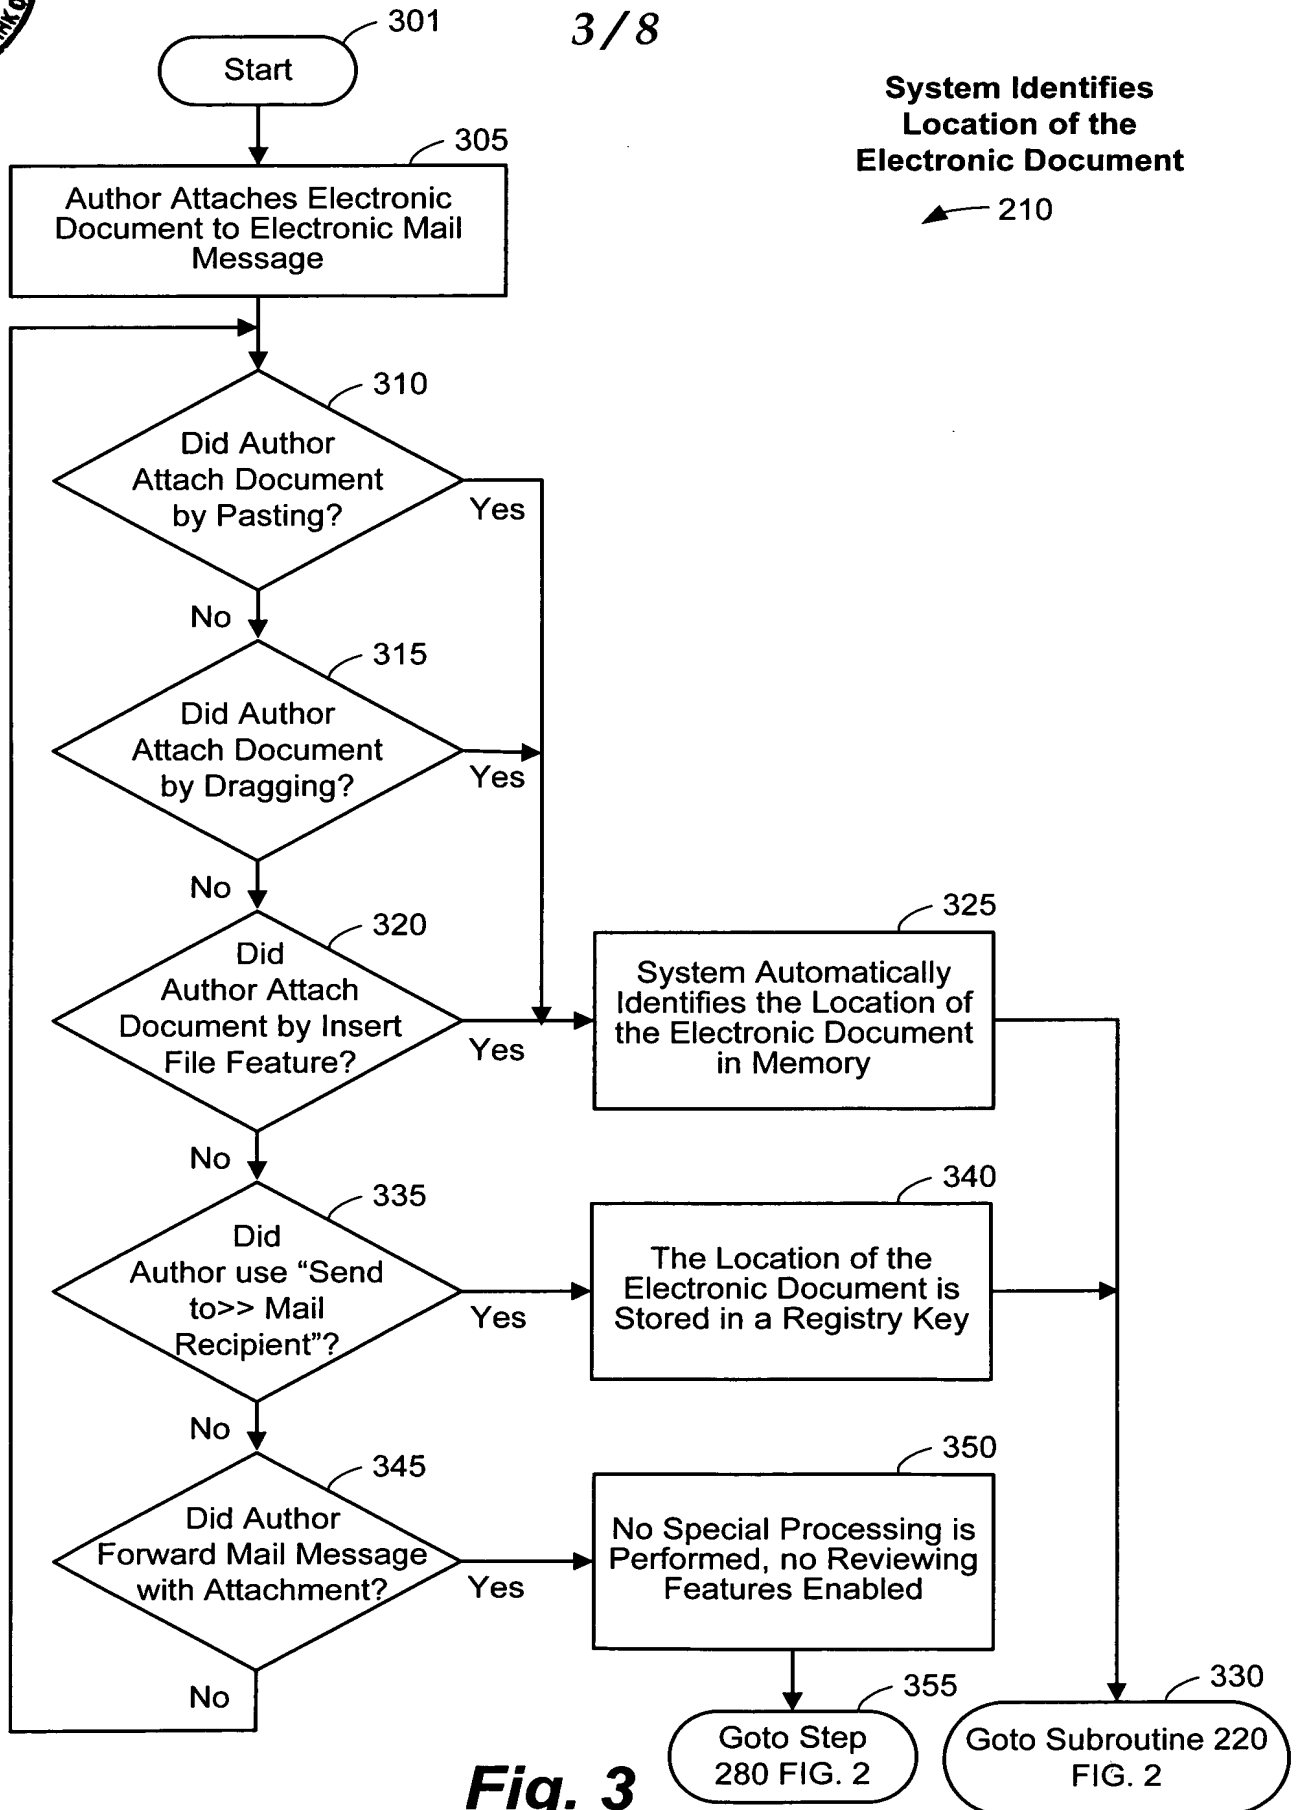 3/8
301
Start
System Identifies
Location of the
Electronic Document
210
305
Author Attaches Electronic
Document to Electronic Mail
Message
310
Did Author
Attach Document
by Pasting?
Yes
No
315
Did Author
Attach Document
by Dragging?
Yes
No
320
Did
Author Attach
Document by Insert
File Feature?
Yes
No
325
System Automatically
Identifies the Location of
the Electronic Document
in Memory
335
Did
Author use “Send
to>> Mail
Recipient”?
Yes
No
340
The Location of the
Electronic Document is
Stored in a Registry Key
345
Did Author
Forward Mail Message
with Attachment?
Yes
No
350
No Special Processing is
Performed, no Reviewing
Features Enabled
355
Goto Step
280 FIG. 2
330
Goto Subroutine 220
FIG. 2
Fig. 3